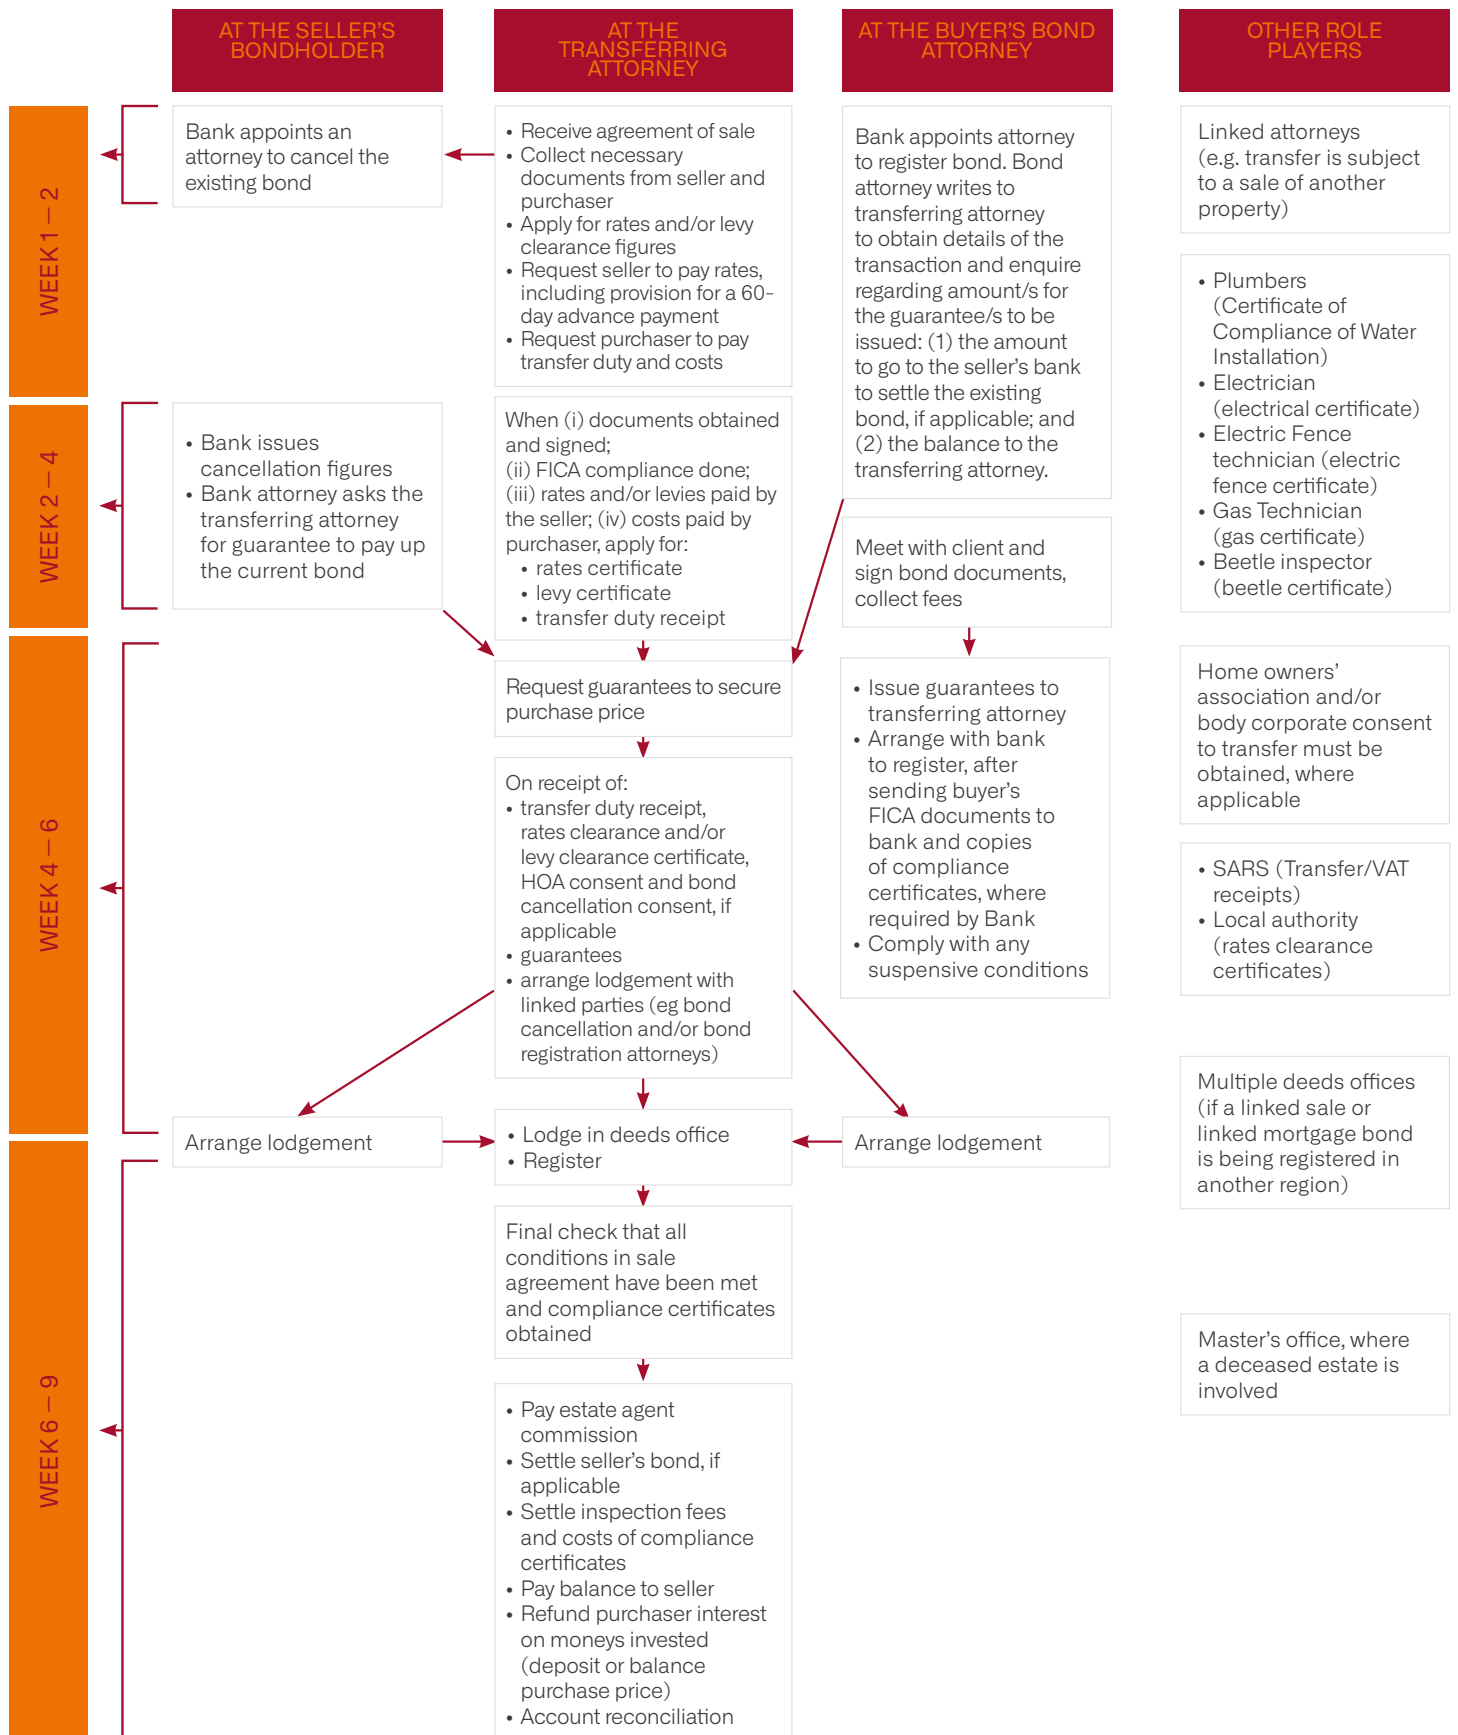 AT THE SELLER’S
BONDHOLDER
AT THE
TRANSFERRING
ATTORNEY
AT THE BUYER’S BOND
ATTORNEY
OTHER ROLE
PLAYERS
WEEK 1 – 2
Bank appoints an
attorney to cancel the
existing bond
• Receive agreement of sale
• Collect necessary
documents from seller and
purchaser
• Apply for rates and/or levy
clearance figures
• Request seller to pay rates,
including provision for a 60-
day advance payment
• Request purchaser to pay
transfer duty and costs
Bank appoints attorney
to register bond. Bond
attorney writes to
transferring attorney
to obtain details of the
transaction and enquire
regarding amount/s for
the guarantee/s to be
issued: (1) the amount
to go to the seller’s bank
to settle the existing
bond, if applicable; and
(2) the balance to the
transferring attorney.
Linked attorneys
(e.g. transfer is subject
to a sale of another
property)
• Plumbers
(Certificate of
Compliance of Water
Installation)
• Electrician
(electrical certificate)
• Electric Fence
technician (electric
fence certificate)
• Gas Technician
(gas certificate)
• Beetle inspector
(beetle certificate)
WEEK 2 – 4
• Bank issues
cancellation figures
• Bank attorney asks the
transferring attorney
for guarantee to pay up
the current bond
When (i) documents obtained
and signed;
(ii) FICA compliance done;
(iii) rates and/or levies paid by
the seller; (iv) costs paid by
purchaser, apply for:
• rates certificate
• levy certificate
• transfer duty receipt
Meet with client and
sign bond documents,
collect fees
WEEK 4 – 6
Request guarantees to secure
purchase price
On receipt of:
• transfer duty receipt,
rates clearance and/or
levy clearance certificate,
HOA consent and bond
cancellation consent, if
applicable
• guarantees
• arrange lodgement with
linked parties (eg bond
cancellation and/or bond
registration attorneys)
• Issue guarantees to
transferring attorney
• Arrange with bank
to register, after
sending buyer’s
FICA documents to
bank and copies
of compliance
certificates, where
required by Bank
• Comply with any
suspensive conditions
Home owners’
association and/or
body corporate consent
to transfer must be
obtained, where
applicable
• SARS (Transfer/VAT
receipts)
• Local authority
(rates clearance
certificates)
Multiple deeds offices
(if a linked sale or
linked mortgage bond
is being registered in
another region)
WEEK 6 – 9
Arrange lodgement
• Lodge in deeds office
• Register
Arrange lodgement
Final check that all
conditions in sale
agreement have been met
and compliance certificates
obtained
Master’s office, where
a deceased estate is
involved
• Pay estate agent
commission
• Settle seller’s bond, if
applicable
• Settle inspection fees
and costs of compliance
certificates
• Pay balance to seller
• Refund purchaser interest
on moneys invested
(deposit or balance
purchase price)
• Account reconciliation